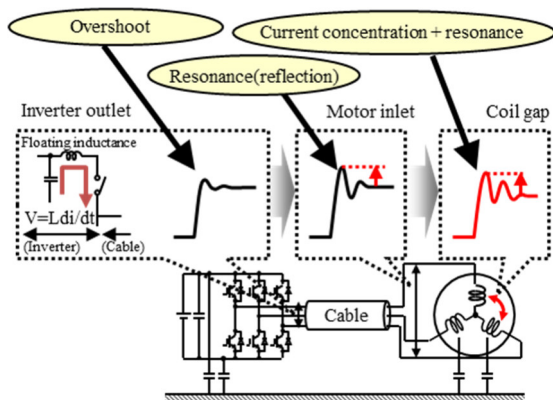 Overshoot
Current concentration + resonance
Resonance(reflection)
Inverter outlet
Motor inlet
Coil gap
Floating inductance
V=Ldi/dt
(Inverter)
(Cable)
Cable